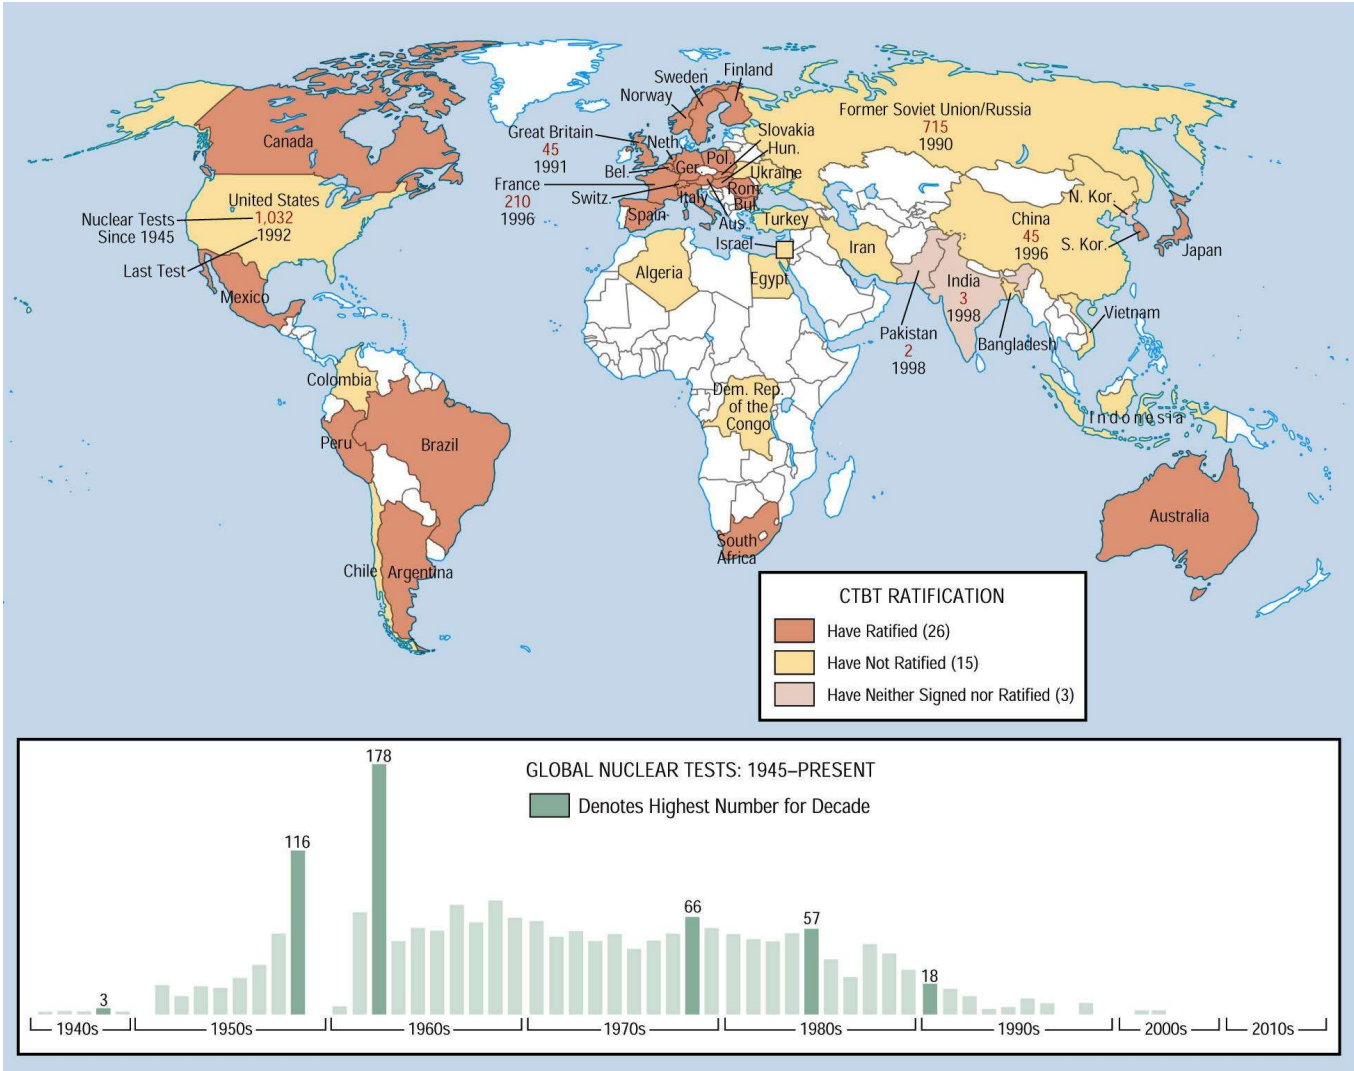 Sweden
Finland
Norway
Former Soviet Union/Russia
715
1990
Great Britain
45
1991
Neth.
Slovakia
Hun.
Canada
Bel.
Ger.
Pol.
Ukraine
France
210
1996
Switz.
Italy
Rom.
Bul.
Spain
Aus.
Turkey
Israel
United States
1,032
1992
Nuclear Tests
Since 1945
Last Test
N. Kor.
China
45
1996
S. Kor.
Japan
Iran
Algeria
Egypt
Mexico
India
3
1998
Pakistan
2
1998
Bangladesh
Vietnam
Colombia
Dem. Rep.
of the
Congo
Indonesia
Peru
Brazil
Australia
South
Africa
Chile
Argentina
CTBT RATIFICATION
Have Ratified (26)
Have Not Ratified (15)
Have Neither Signed nor Ratified (3)
GLOBAL NUCLEAR TESTS: 1945–PRESENT
Denotes Highest Number for Decade
3
116
178
66
57
18
1940s
1950s
1960s
1970s
1980s
1990s
2000s
2010s